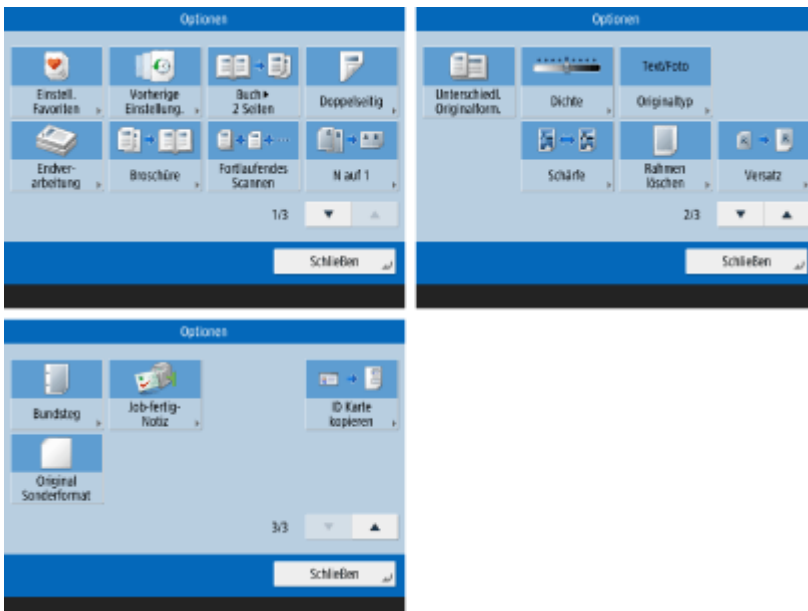 Optionen
Einstell. Favoriten
Vorherige Einstellung.
Buch ▸ 2 Seiten
Doppelseitig
Endver-arbeitung
Broschüre
Fortlaufendes Scannen
N auf 1
1/3
Schließen
Optionen
Unterschiedl. Originalform.
Dichte
Text/Foto
Originaltyp
Schärfe
Rahmen löschen
Versatz
2/3
Schließen
Optionen
Bundsteg
Job-fertig-Notiz
ID Karte kopieren
Original Sonderformat
3/3
Schließen